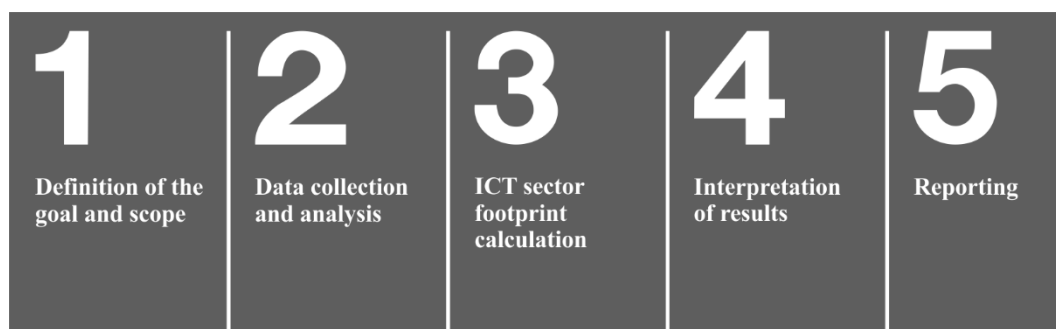 1
Definition of the
goal and scope
2
Data collection
and analysis
3
ICT sector
footprint
calculation
4
Interpretation
of results
5
Reporting